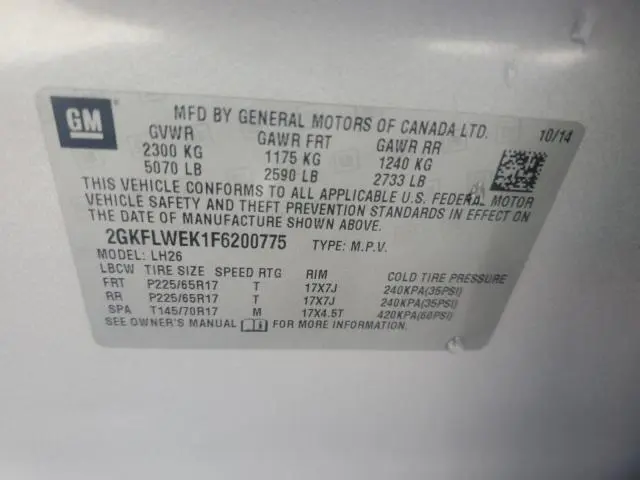 GM
MFD BY GENERAL MOTORS OF CANADA LTD. 10/14
GVWR GAWR FRT GAWR RR
2300 KG 1175 KG 1240 KG
5070 LB 2590 LB 2733 LB
THIS VEHICLE CONFORMS TO ALL APPLICABLE U.S. FEDERAL MOTOR
VEHICLE SAFETY AND THEFT PREVENTION STANDARDS IN EFFECT ON
THE DATE OF MANUFACTURE SHOWN ABOVE.
2GKFLWEK1F6200775 TYPE: M.P.V.
MODEL: LH26
LBCW TIRE SIZE SPEED RTG RIM COLD TIRE PRESSURE
FRT P225/65R17 T 17X7J 240KPA(35PSI)
RR P225/65R17 T 17X7J 240KPA(35PSI)
SPA T145/70R17 M 17X4.5T 420KPA(60PSI)
SEE OWNER'S MANUAL FOR MORE INFORMATION.